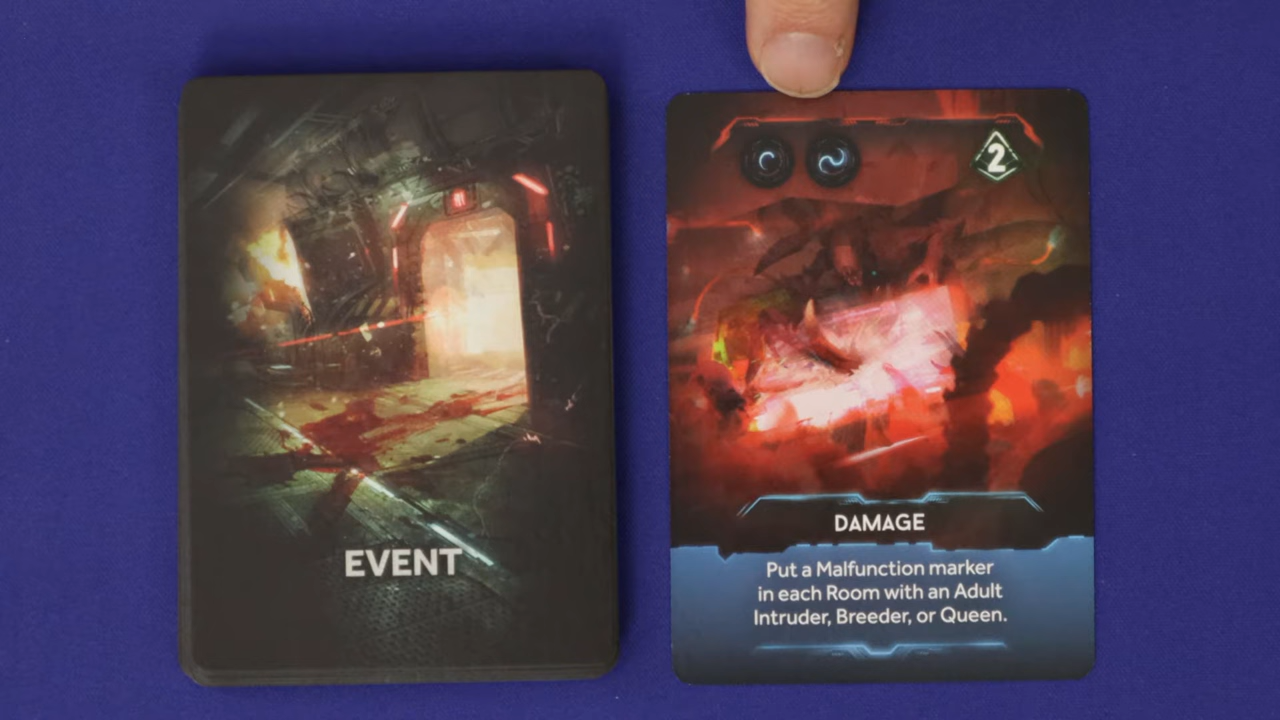 EVENT
2
DAMAGE
Put a Malfunction marker
in each Room with an Adult
Intruder, Breeder, or Queen.